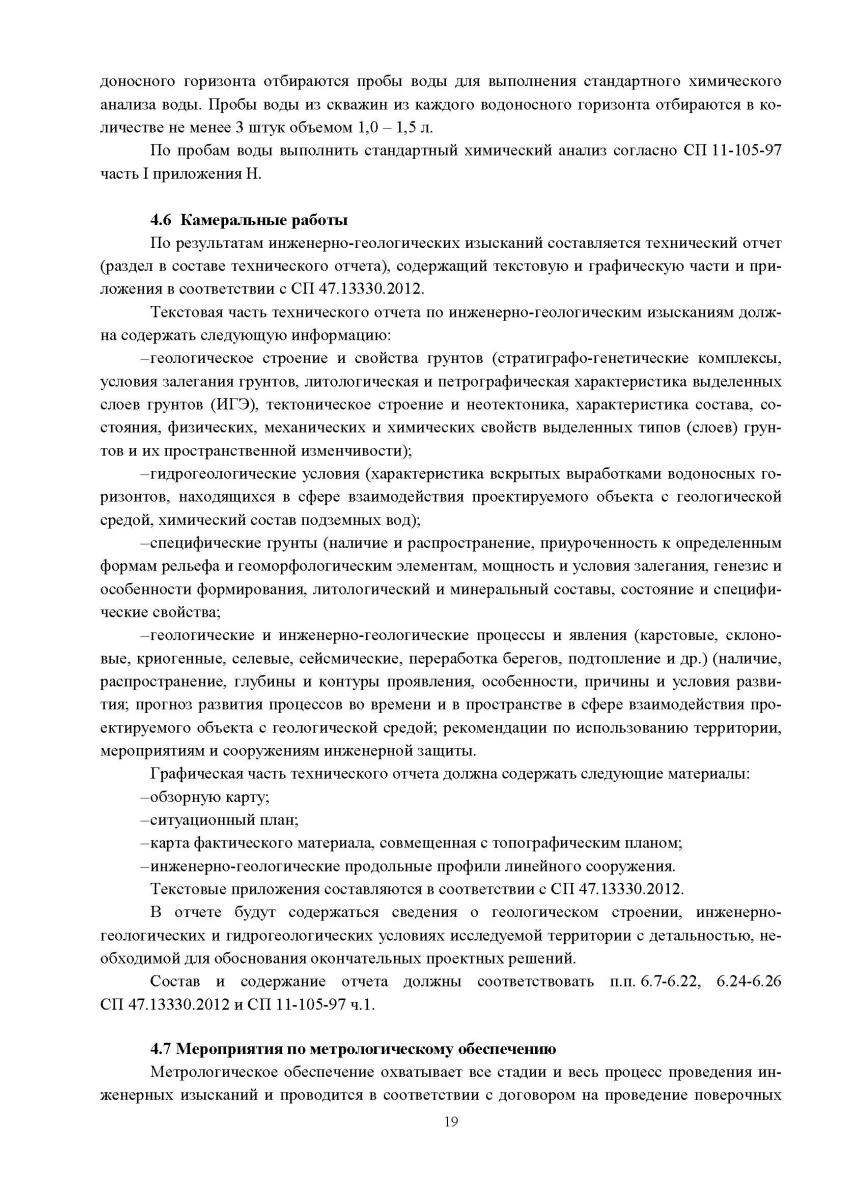 доносного горизонта отбираются пробы воды для выполнения стандартного химического
анализа воды. Пробы воды из скважин из каждого водоносного горизонта отбираются в ко-
личестве не менее 3 штук объемом 1,0 – 1,5 л.
По пробам воды выполнить стандартный химический анализ согласно СП 11-105-97
часть I приложения Н.
4.6 Камеральные работы
По результатам инженерно-геологических изысканий составляется технический отчет
(раздел в составе технического отчета), содержащий текстовую и графическую части и при-
ложения в соответствии с СП 47.13330.2012.
Текстовая часть технического отчета по инженерно-геологическим изысканиям долж-
на содержать следующую информацию:
–геологическое строение и свойства грунтов (стратиграфо-генетические комплексы,
условия залегания грунтов, литологическая и петрографическая характеристика выделенных
слоев грунтов (ИГЭ), тектоническое строение и неотектоника, характеристика состава, со-
стояния, физических, механических и химических свойств выделенных типов (слоев) грун-
тов и их пространственной изменчивости);
–гидрогеологические условия (характеристика вскрытых выработками водоносных го-
ризонтов, находящихся в сфере взаимодействия проектируемого объекта с геологической
средой, химический состав подземных вод);
–специфические грунты (наличие и распространение, приуроченность к определенным
формам рельефа и геоморфологическим элементам, мощность и условия залегания, генезис и
особенности формирования, литологический и минеральный составы, состояние и специфи-
ческие свойства;
–геологические и инженерно-геологические процессы и явления (карстовые, склоно-
вые, криогенные, селевые, сейсмические, переработка берегов, подтопление и др.) (наличие,
распространение, глубины и контуры проявления, особенности, причины и условия разви-
тия; прогноз развития процессов во времени и в пространстве в сфере взаимодействия про-
ектируемого объекта с геологической средой; рекомендации по использованию территории,
мероприятиям и сооружениям инженерной защиты.
Графическая часть технического отчета должна содержать следующие материалы:
–обзорную карту;
–ситуационный план;
–карта фактического материала, совмещенная с топографическим планом;
–инженерно-геологические продольные профили линейного сооружения.
Текстовые приложения составляются в соответствии с СП 47.13330.2012.
В отчете будут содержаться сведения о геологическом строении, инженерно-
геологических и гидрогеологических условиях исследуемой территории с детальностью, не-
обходимой для обоснования окончательных проектных решений.
Состав и содержание отчета должны соответствовать п.п. 6.7-6.22, 6.24-6.26
СП 47.13330.2012 и СП 11-105-97 ч.1.
4.7 Мероприятия по метрологическому обеспечению
Метрологическое обеспечение охватывает все стадии и весь процесс проведения ин-
женерных изысканий и проводится в соответствии с договором на проведение поверочных
19